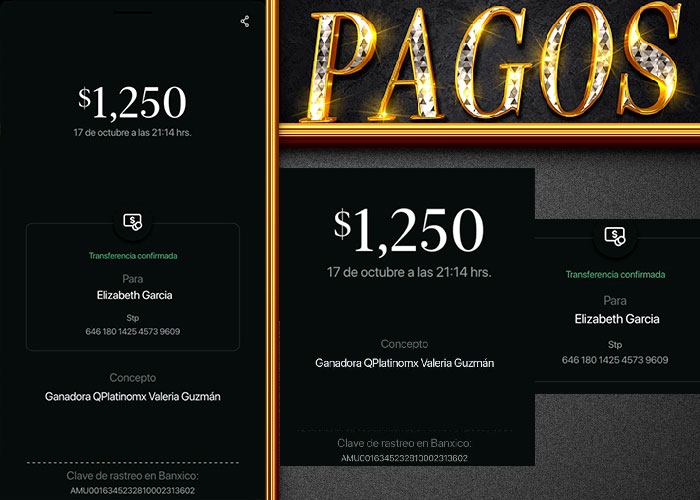 $1,250
17 de octubre a las 21:14 hrs.
Transferencia confirmada
Para
Elizabeth Garcia
Stp
646 180 1425 4573 9609
Concepto
Ganadora QPlatinomx Valeria Guzmán
Clave de rastreo en Banxico:
AMU0016345232810002313602
PAGOS
$1,250
17 de octubre a las 21:14 hrs.
Concepto
Ganadora QPlatinomx Valeria Guzmán
Clave de rastreo en Banxico:
AMU0016345232810002313602
Transferencia confirmada
Para
Elizabeth Garcia
Stp
646 180 1425 4573 9609